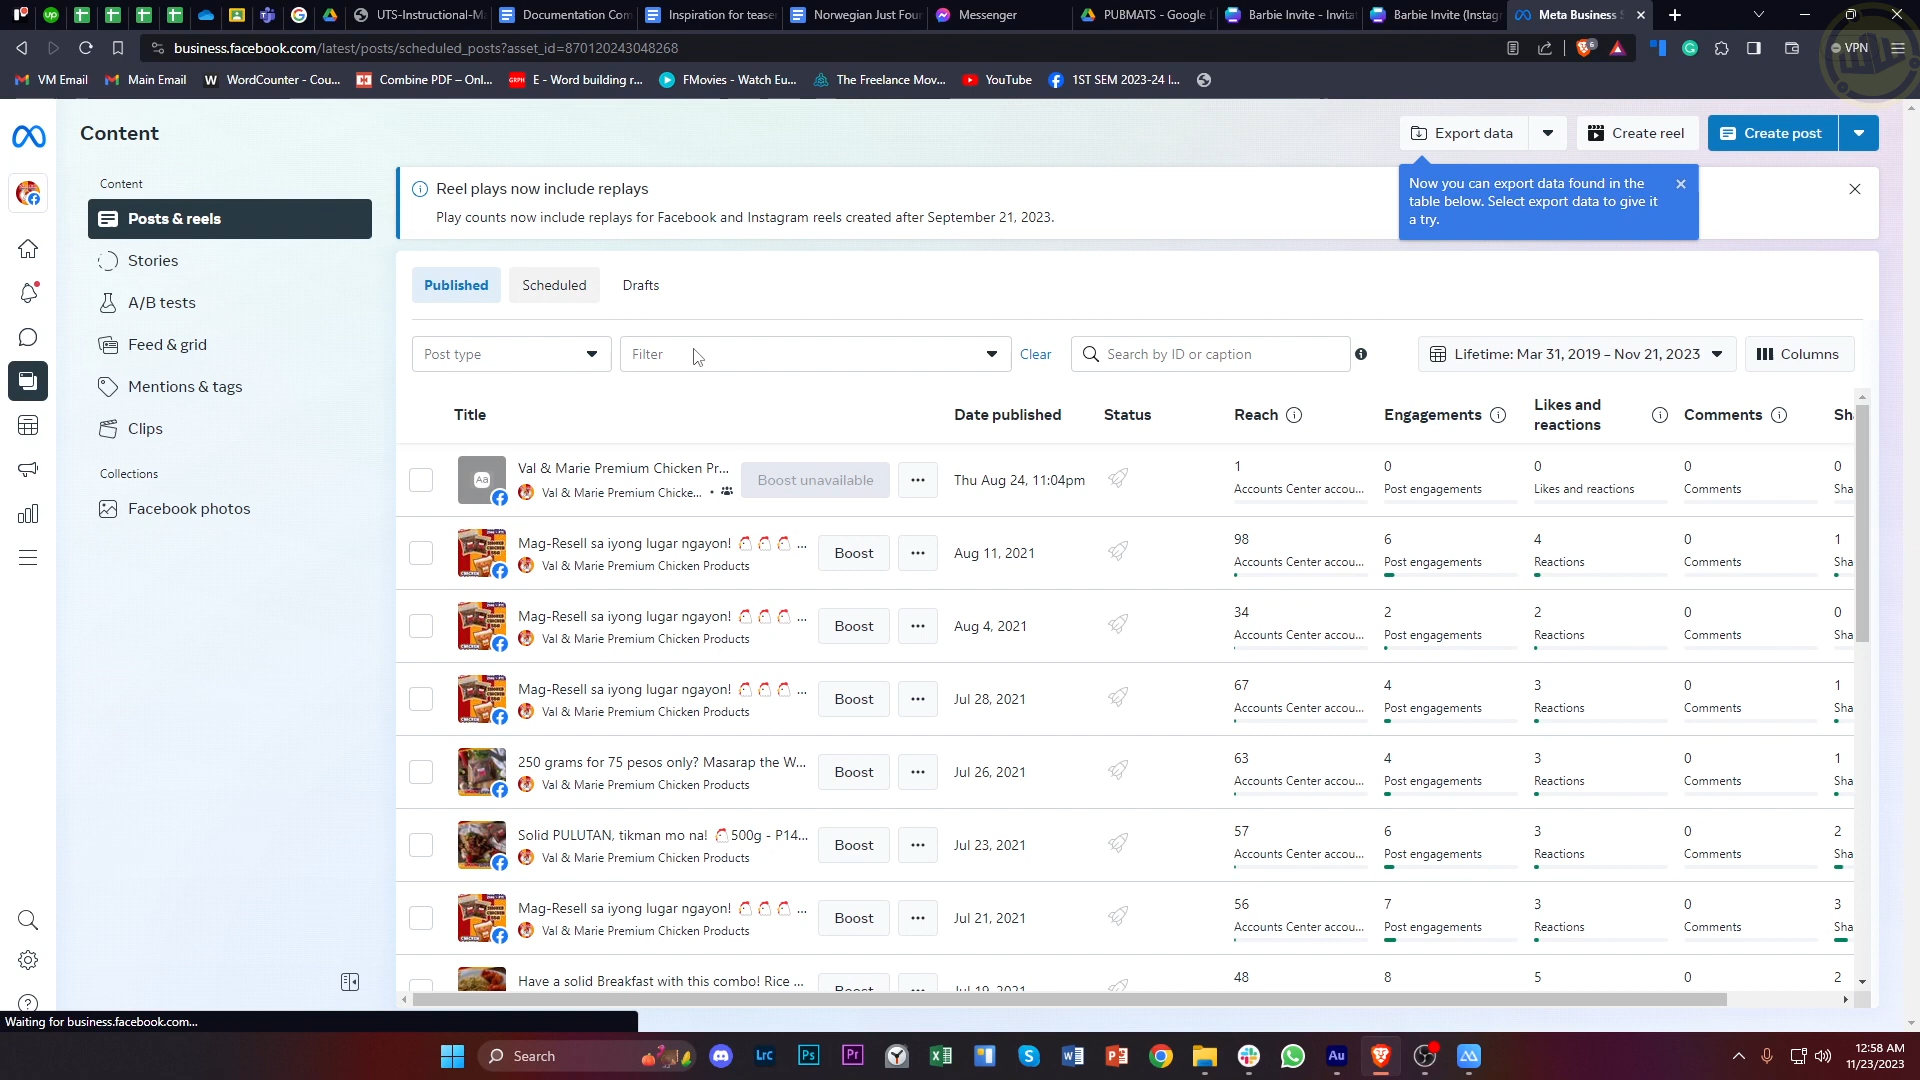 UTS-Instructional-Ma
Documentation Com
Inspiration for teaser
Norwegian Just Four
Messenger
PUBMATS - Google
Barbie Invite - Invitat
Barbie Invite (Instag
Meta Business S
business.facebook.com/latest/posts/scheduled_posts?asset_id=870120243048268
VPN
VM Email
Main Email
WordCounter - Cou...
Combine PDF – Onl...
E - Word building r...
FMovies - Watch Eu...
The Freelance Mov...
YouTube
1ST SEM 2023-24 I...
Content
Export data
Create reel
Create post
Content
Posts & reels
Stories
A/B tests
Feed & grid
Mentions & tags
Clips
Collections
Facebook photos
Reel plays now include replays
Play counts now include replays for Facebook and Instagram reels created after September 21, 2023.
Now you can export data found in the
table below. Select export data to give it
a try.
Published
Scheduled
Drafts
Post type
Filter
Clear
Search by ID or caption
Lifetime: Mar 31, 2019 – Nov 21, 2023
Columns
Title
Date published
Status
Reach
Engagements
Likes and
reactions
Comments
Sh
Val & Marie Premium Chicken Pr...
Val & Marie Premium Chicke...
Boost unavailable
Thu Aug 24, 11:04pm
1
Accounts Center accou...
0
Post engagements
0
Likes and reactions
0
Comments
0
Sha
Mag-Resell sa iyong lugar ngayon! 🐔 🐔 🐔 ...
Val & Marie Premium Chicken Products
Boost
Aug 11, 2021
98
Accounts Center accou...
6
Post engagements
4
Reactions
0
Comments
1
Sha
Mag-Resell sa iyong lugar ngayon! 🐔 🐔 🐔 ...
Val & Marie Premium Chicken Products
Boost
Aug 4, 2021
34
Accounts Center accou...
2
Post engagements
2
Reactions
0
Comments
0
Sha
Mag-Resell sa iyong lugar ngayon! 🐔 🐔 🐔 ...
Val & Marie Premium Chicken Products
Boost
Jul 28, 2021
67
Accounts Center accou...
4
Post engagements
3
Reactions
0
Comments
1
Sha
250 grams for 75 pesos only? Masarap the W...
Val & Marie Premium Chicken Products
Boost
Jul 26, 2021
63
Accounts Center accou...
4
Post engagements
3
Reactions
0
Comments
1
Sha
Solid PULUTAN, tikman mo na! 🐔500g - P14...
Val & Marie Premium Chicken Products
Boost
Jul 23, 2021
57
Accounts Center accou...
6
Post engagements
3
Reactions
0
Comments
2
Sha
Mag-Resell sa iyong lugar ngayon! 🐔 🐔 🐔 ...
Val & Marie Premium Chicken Products
Boost
Jul 21, 2021
56
Accounts Center accou...
7
Post engagements
3
Reactions
0
Comments
3
Sha
Have a solid Breakfast with this combo! Rice ...
Boost
Jul 19, 2021
48
8
5
0
2
Waiting for business.facebook.com...
Search
12:58 AM
11/23/2023